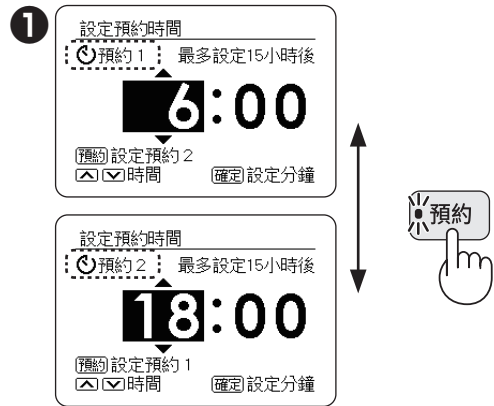 ❶
設定預約時間
預約1 最多設定15小時後
6:00
預約 設定預約2
時間 確定 設定分鐘
預約
設定預約時間
預約2 最多設定15小時後
18:00
預約 設定預約1
時間 確定 設定分鐘